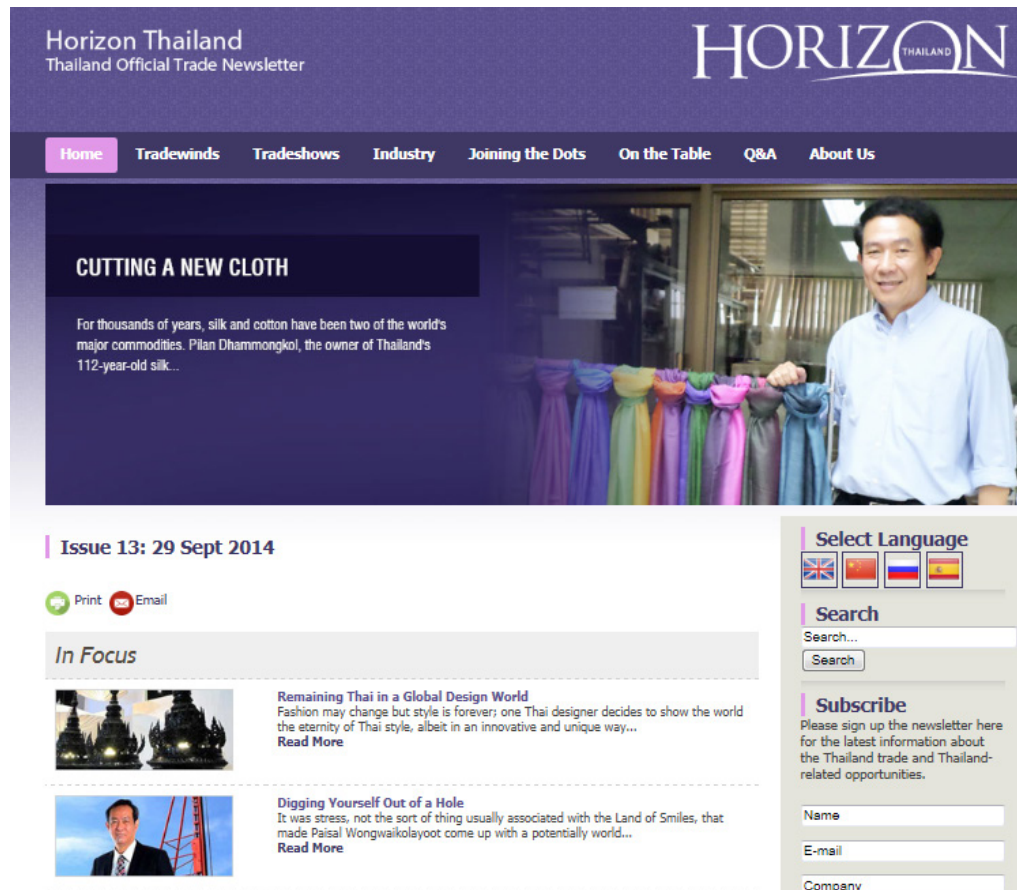 Horizon Thailand
Thailand Official Trade Newsletter
HORIZON
THAILAND
Home
Tradewinds
Tradeshows
Industry
Joining the Dots
On the Table
Q&A
About Us
CUTTING A NEW CLOTH
For thousands of years, silk and cotton have been two of the world's
major commodities. Pilan Dhammongkol, the owner of Thailand's
112-year-old silk...
Issue 13: 29 Sept 2014
Print
Email
In Focus
Remaining Thai in a Global Design World
Fashion may change but style is forever; one Thai designer decides to show the world
the eternity of Thai style, albeit in an innovative and unique way...
Read More
Digging Yourself Out of a Hole
It was stress, not the sort of thing usually associated with the Land of Smiles, that
made Paisal Wongwaikolayoot come up with a potentially world...
Read More
Select Language
Search
Search...
Search
Subscribe
Please sign up the newsletter here
for the latest information about
the Thailand trade and Thailand-
related opportunities.
Name
E-mail
Company